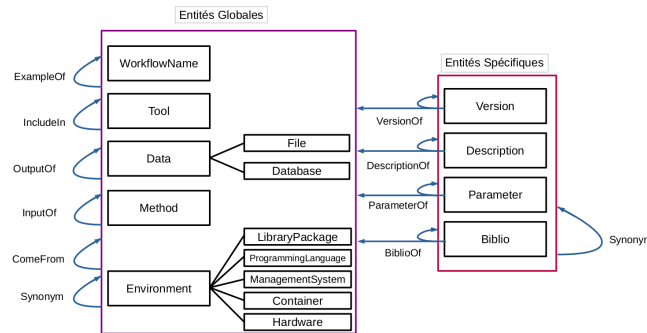 Entités Globales
Entités Spécifiques
WorkflowName
ExampleOf
Tool
IncludeIn
Data
File
Database
OutputOf
Method
InputOf
ComeFrom
LibraryPackage
ProgrammingLanguage
ManagementSystem
Environment
Container
Hardware
Synonym
Version
VersionOf
Description
DescriptionOf
Parameter
ParameterOf
Biblio
BiblioOf
Synonyr